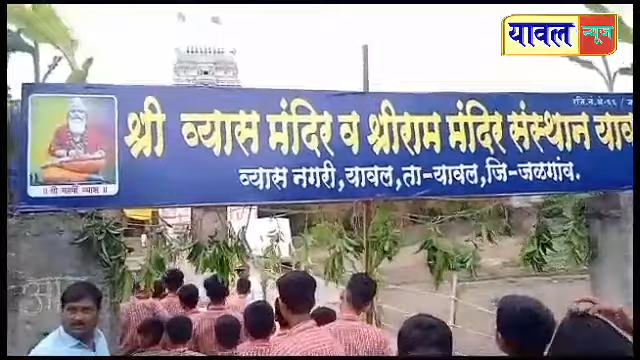 यावल न्यूज
श्री व्यास मंदिर व श्रीराम मंदिर संस्थान याव
व्यास नगरी, यावल, ता-यावल, जि-जळगांव.